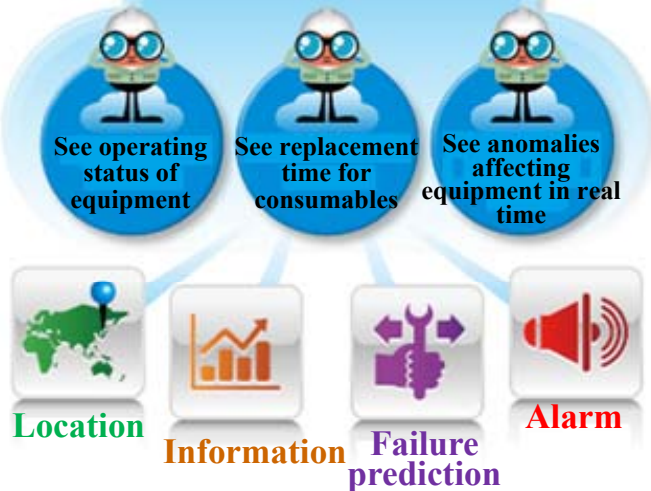 See operating
status of
equipment
See replacement
time for
consumables
See anomalies
affecting
equipment in real
time
Location
Information
Failure
prediction
Alarm